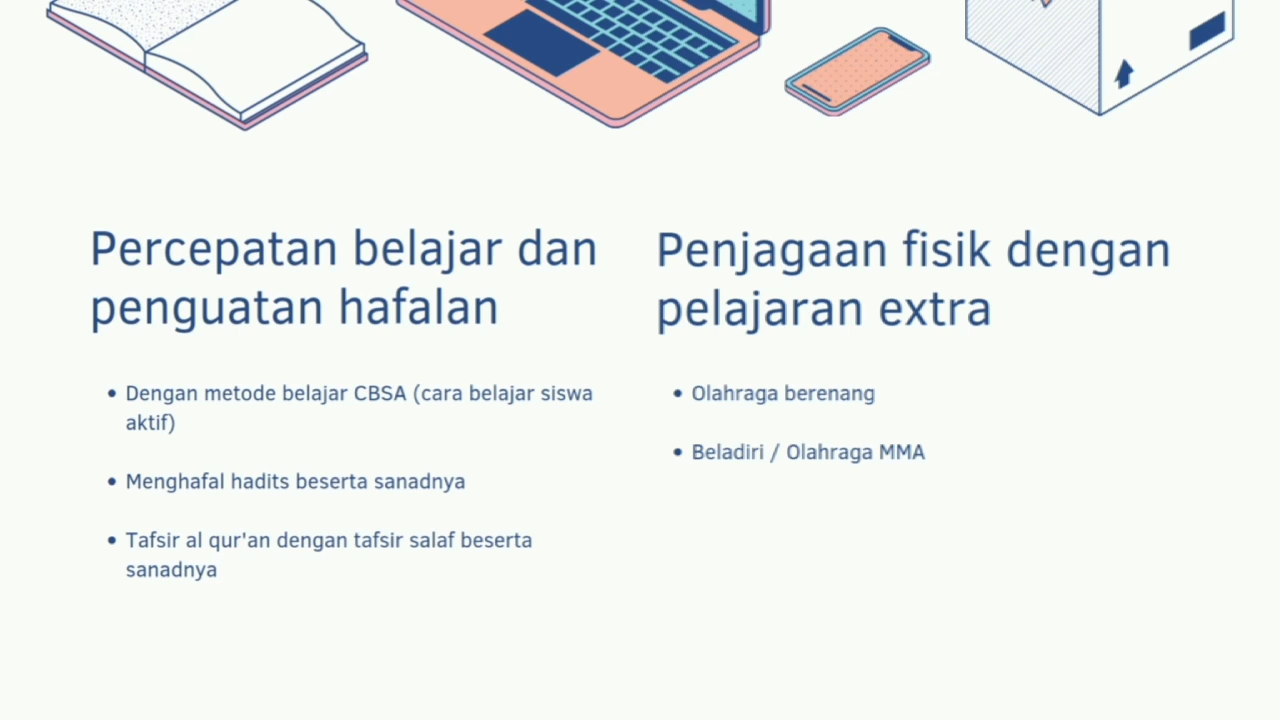 Percepatan belajar dan
penguatan hafalan
• Dengan metode belajar CBSA (cara belajar siswa
aktif)
• Menghafal hadits beserta sanadnya
• Tafsir al qur'an dengan tafsir salaf beserta
sanadnya
Penjagaan fisik dengan
pelajaran extra
• Olahraga berenang
• Beladiri / Olahraga MMA